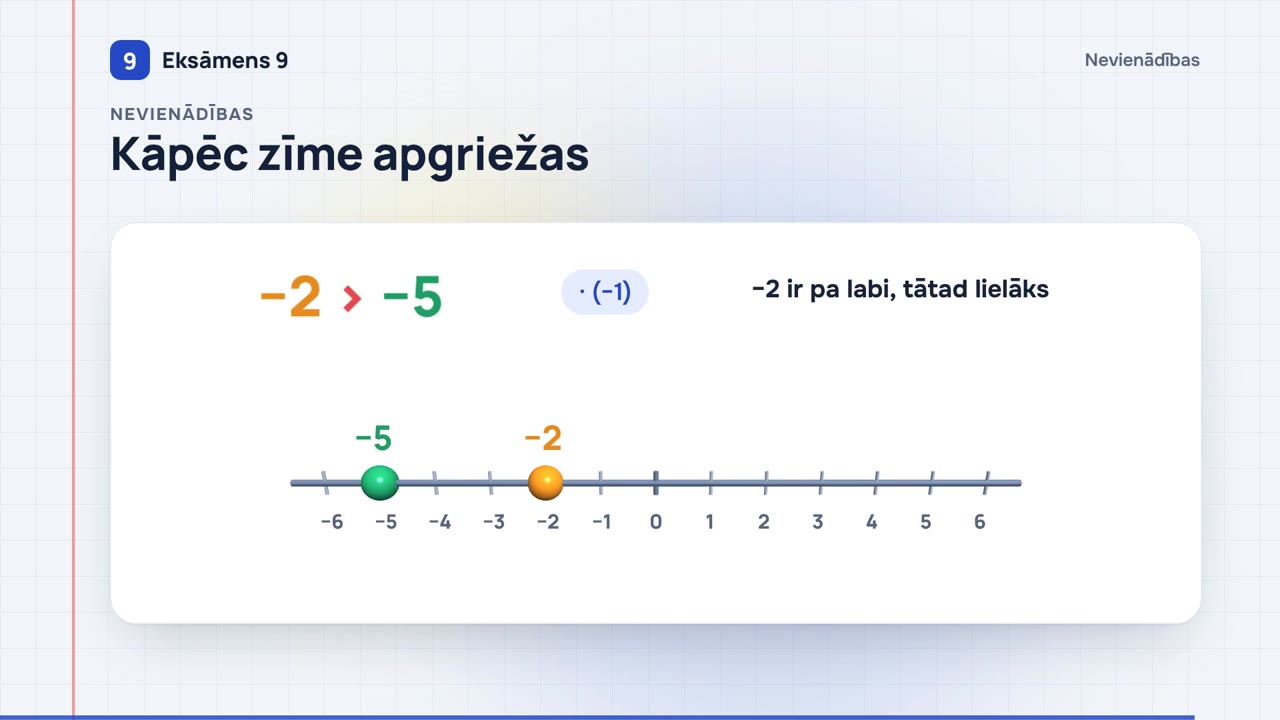 9 Eksāmens 9
Nevienādības
NEVIENĀDĪBAS
Kāpēc zīme apgriežas
−2 > −5
· (−1)
−2 ir pa labi, tātad lielāks
−5 −2
−6 −5 −4 −3 −2 −1 0 1 2 3 4 5 6